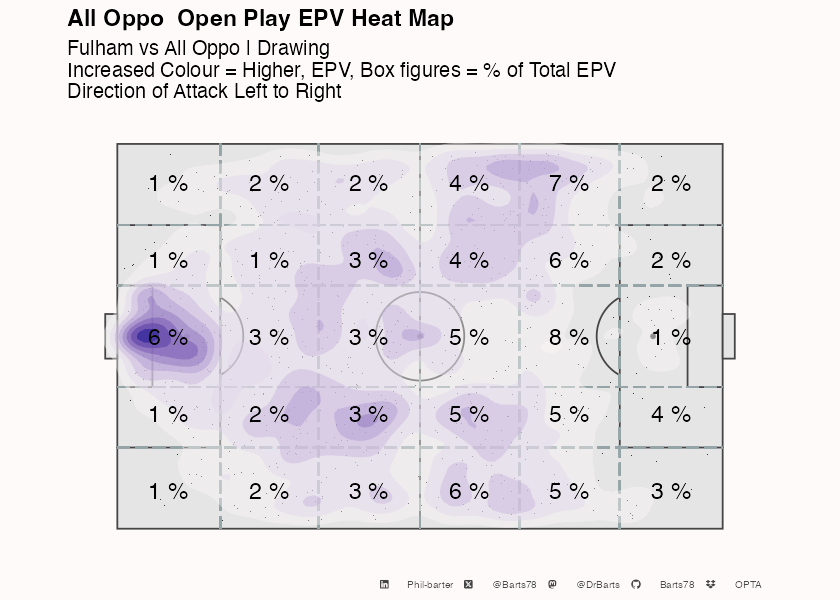 All Oppo  Open Play EPV Heat Map
Fulham vs All Oppo | Drawing
Increased Colour = Higher, EPV, Box figures = % of Total EPV
Direction of Attack Left to Right
1 % 2 % 2 % 4 % 7 % 2 %
1 % 1 % 3 % 4 % 6 % 2 %
6 % 3 % 3 % 5 % 8 % 1 %
1 % 2 % 3 % 5 % 5 % 4 %
1 % 2 % 3 % 6 % 5 % 3 %
Phil-barter @Barts78 @DrBarts Barts78 OPTA